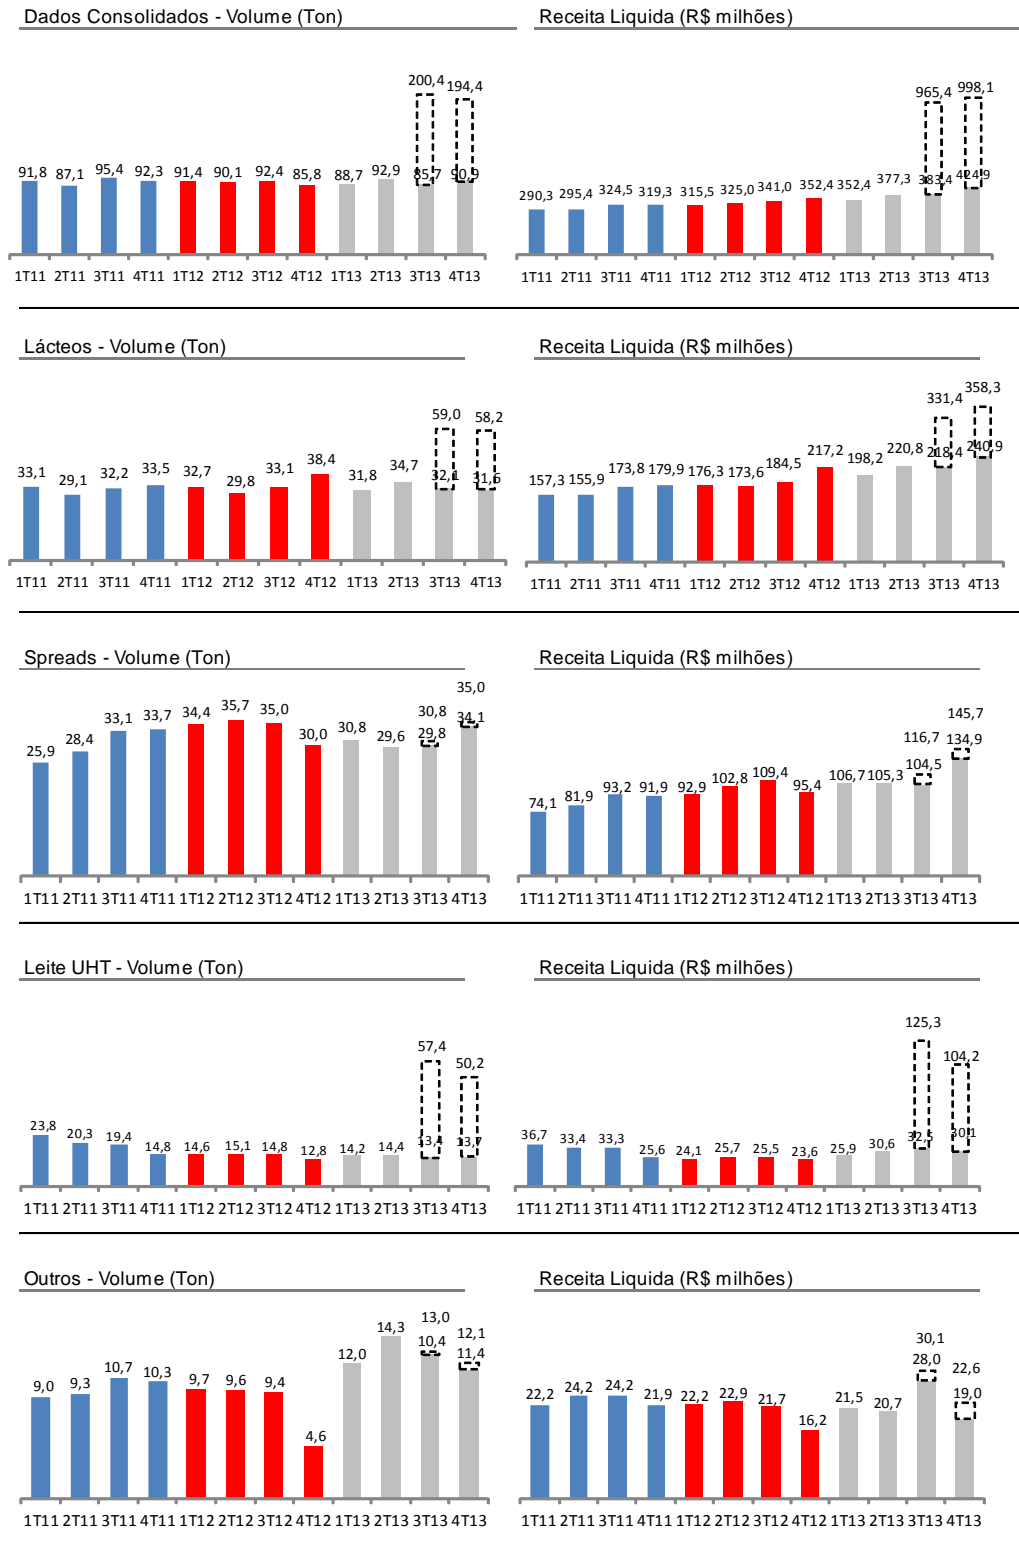 Dados Consolidados - Volume (Ton)
200,4 194,4
91,8 87,1 95,4 92,3 91,4 90,1 92,4 85,8 88,7 92,9 85,7 90,9
1T11 2T11 3T11 4T11 1T12 2T12 3T12 4T12 1T13 2T13 3T13 4T13
Receita Liquida (R$ milhões)
965,4 998,1
290,3 295,4 324,5 319,3 315,5 325,0 341,0 352,4 352,4 377,3 383,4 424,9
1T11 2T11 3T11 4T11 1T12 2T12 3T12 4T12 1T13 2T13 3T13 4T13
Lácteos - Volume (Ton)
59,0 58,2
33,1 29,1 32,2 33,5 32,7 29,8 33,1 38,4 31,8 34,7 32,1 31,6
1T11 2T11 3T11 4T11 1T12 2T12 3T12 4T12 1T13 2T13 3T13 4T13
Receita Liquida (R$ milhões)
331,4 358,3
157,3 155,9 173,8 179,9 176,3 173,6 184,5 217,2 198,2 220,8 218,4 240,9
1T11 2T11 3T11 4T11 1T12 2T12 3T12 4T12 1T13 2T13 3T13 4T13
Spreads - Volume (Ton)
30,8 35,0
25,9 28,4 33,1 33,7 34,4 35,7 35,0 30,0 30,8 29,6 29,8 34,1
1T11 2T11 3T11 4T11 1T12 2T12 3T12 4T12 1T13 2T13 3T13 4T13
Receita Liquida (R$ milhões)
116,7 145,7
74,1 81,9 93,2 91,9 92,9 102,8 109,4 95,4 106,7 105,3 104,5 134,9
1T11 2T11 3T11 4T11 1T12 2T12 3T12 4T12 1T13 2T13 3T13 4T13
Leite UHT - Volume (Ton)
57,4 50,2
23,8 20,3 19,4 14,8 14,6 15,1 14,8 12,8 14,2 14,4 13,4 13,7
1T11 2T11 3T11 4T11 1T12 2T12 3T12 4T12 1T13 2T13 3T13 4T13
Receita Liquida (R$ milhões)
125,3 104,2
36,7 33,4 33,3 25,6 24,1 25,7 25,5 23,6 25,9 30,6 32,5 30,1
1T11 2T11 3T11 4T11 1T12 2T12 3T12 4T12 1T13 2T13 3T13 4T13
Outros - Volume (Ton)
13,0 12,1
9,0 9,3 10,7 10,3 9,7 9,6 9,4 4,6 12,0 14,3 10,4 11,4
1T11 2T11 3T11 4T11 1T12 2T12 3T12 4T12 1T13 2T13 3T13 4T13
Receita Liquida (R$ milhões)
30,1 22,6
22,2 24,2 24,2 21,9 22,2 22,9 21,7 16,2 21,5 20,7 28,0 19,0
1T11 2T11 3T11 4T11 1T12 2T12 3T12 4T12 1T13 2T13 3T13 4T13